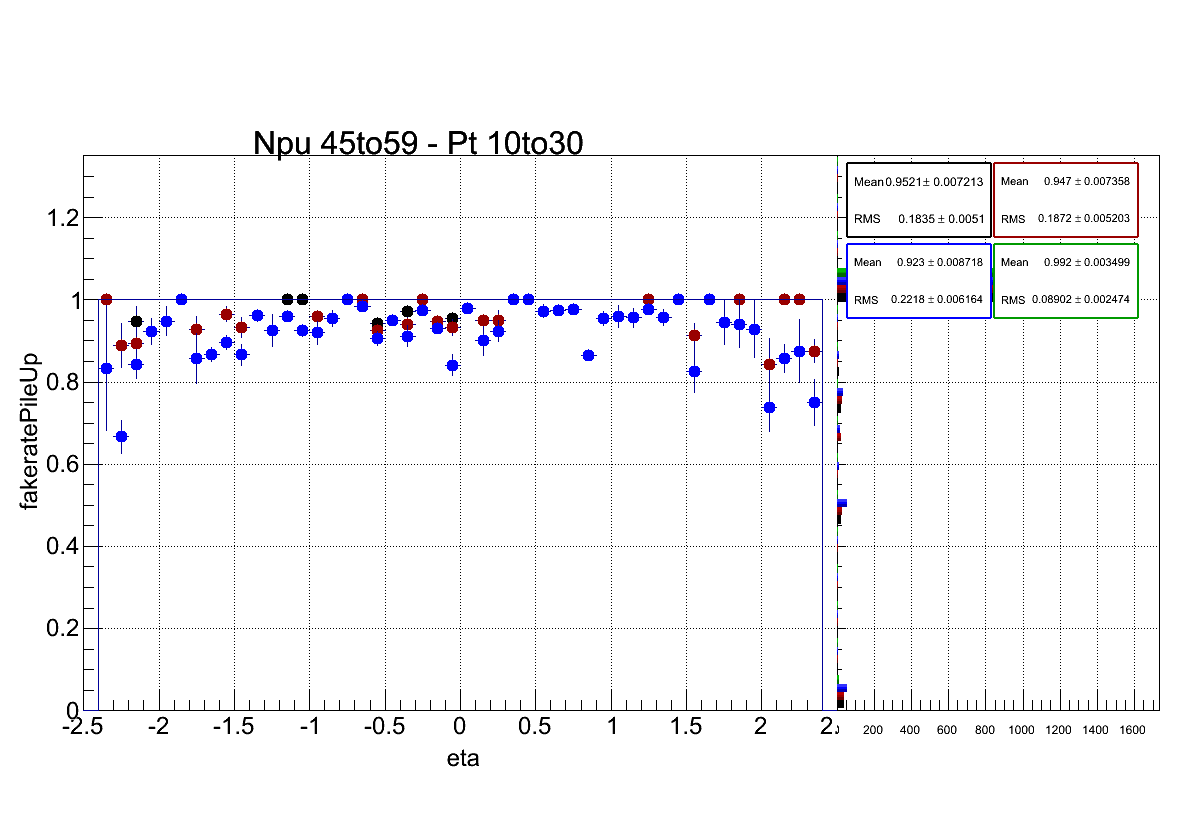 Npu 45to59 - Pt 10to30
Mean 0.9521 ± 0.007213
RMS 0.1835 ± 0.0051
Mean 0.947 ± 0.007358
RMS 0.1872 ± 0.005203
Mean 0.923 ± 0.008718
RMS 0.2218 ± 0.006164
Mean 0.992 ± 0.003499
RMS 0.08902 ± 0.002474
fakeratePileUp
1.2
1
0.8
0.6
0.4
0.2
0
-2.5 -2 -1.5 -1 -0.5 0 0.5 1 1.5 2 2.
200 400 600 800 1000 1200 1400 1600
eta